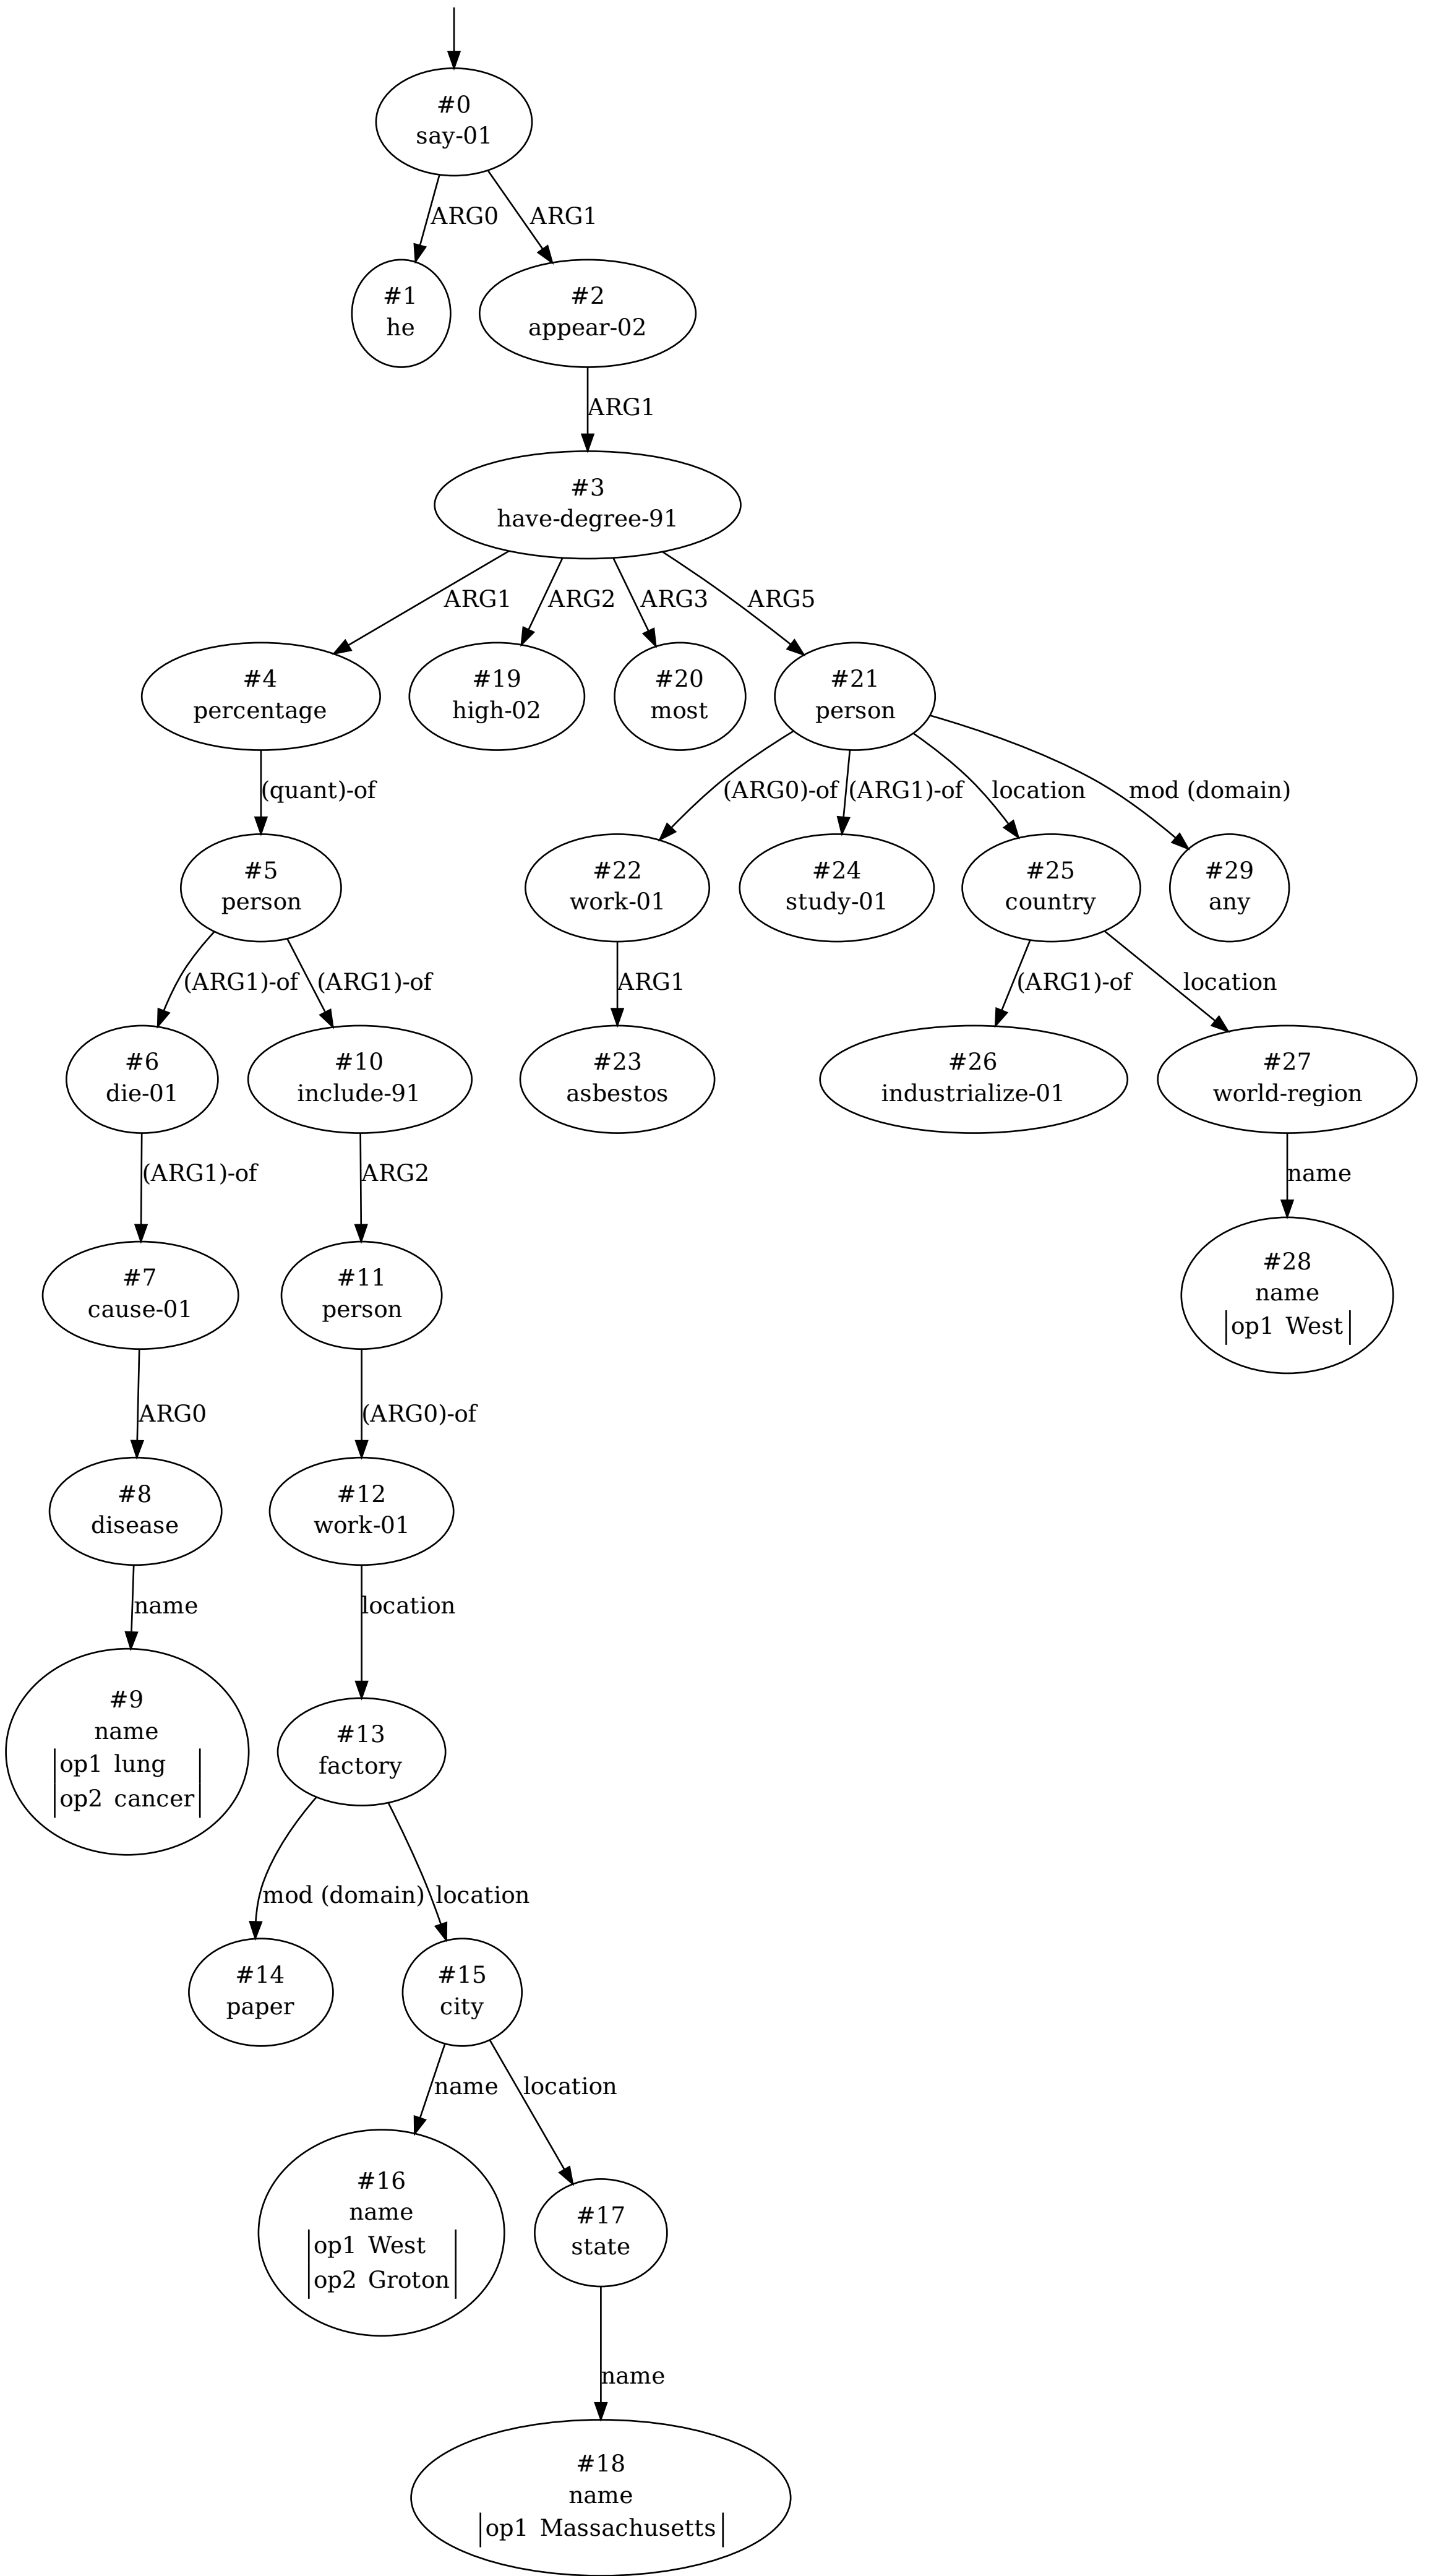 #0
say-01
ARG0
ARG1
#1
he
#2
appear-02
ARG1
#3
have-degree-91
ARG1
ARG2
ARG3
ARG5
#4
percentage
#19
high-02
#20
most
#21
person
(quant)-of
(ARG0)-of
(ARG1)-of
location
mod (domain)
#5
person
#22
work-01
#24
study-01
#25
country
#29
any
(ARG1)-of
(ARG1)-of
ARG1
(ARG1)-of
location
#6
die-01
#10
include-91
#23
asbestos
#26
industrialize-01
#27
world-region
(ARG1)-of
ARG2
name
#7
cause-01
#11
person
#28
name
op1 West
ARG0
(ARG0)-of
#8
disease
#12
work-01
name
location
#9
name
op1 lung
op2 cancer
#13
factory
mod (domain)
location
#14
paper
#15
city
name
location
#16
name
op1 West
op2 Groton
#17
state
name
#18
name
op1 Massachusetts